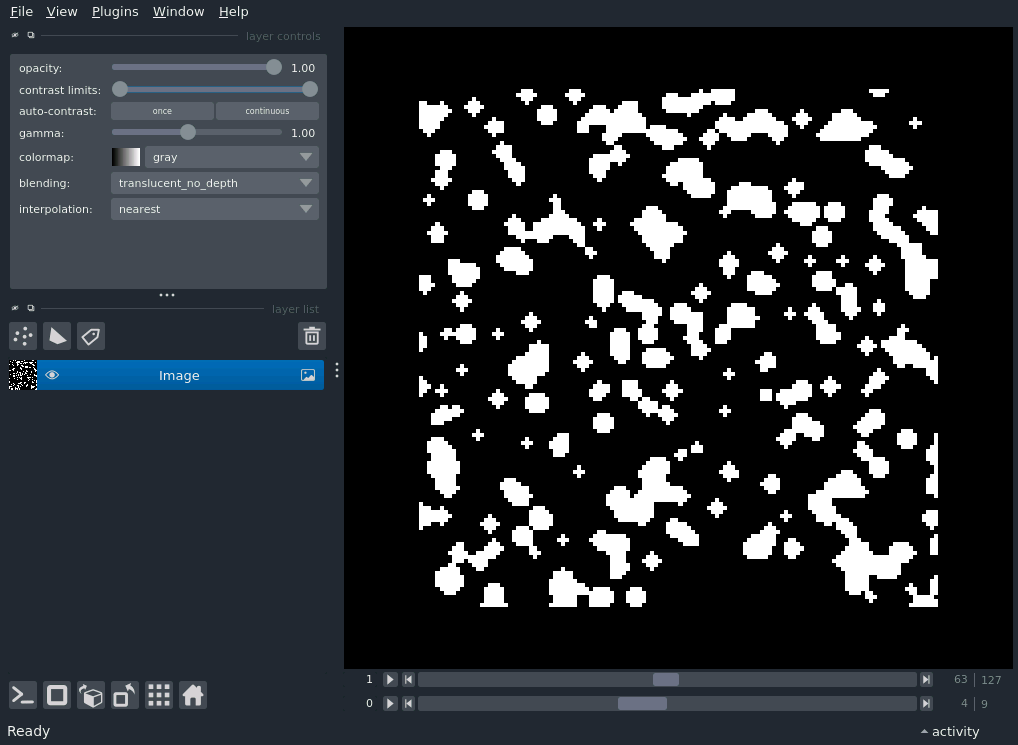 File View Plugins Window Help
layer controls
opacity: 1.00
contrast limits:
auto-contrast: once continuous
gamma: 1.00
colormap: gray
blending: translucent_no_depth
interpolation: nearest
layer list
Image
1 63 127
0 4 9
Ready activity